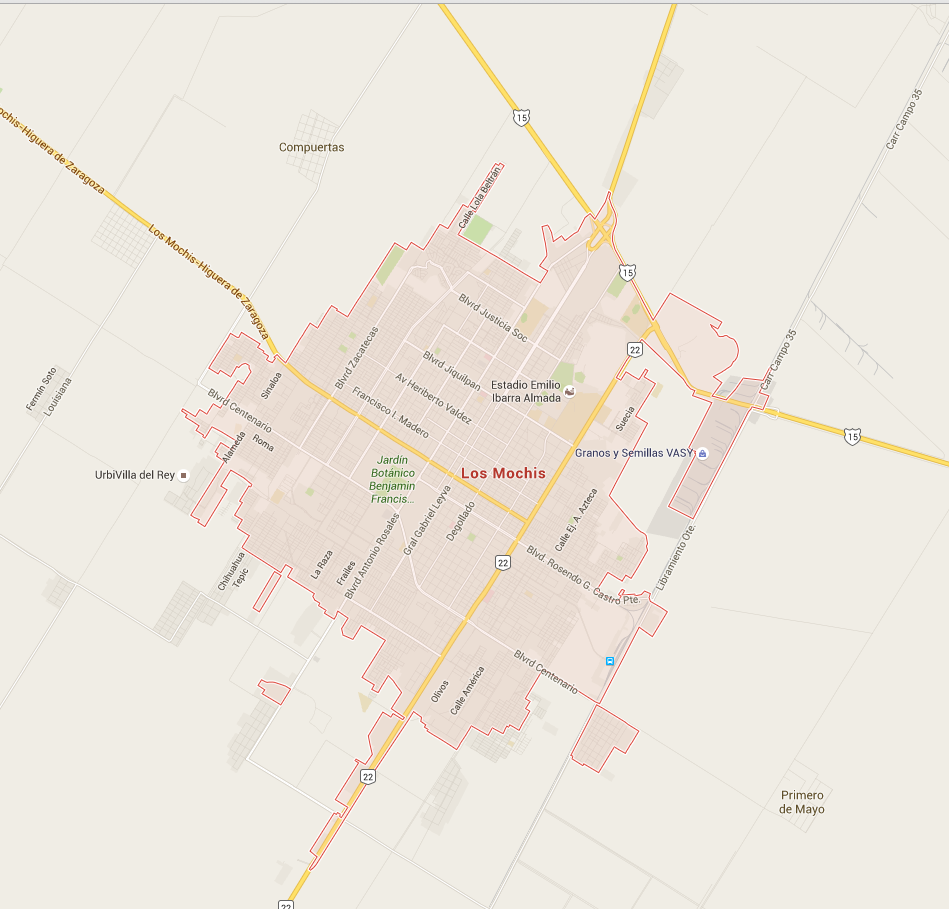 15
Carr Campo 35
ochis-Higuera de Zaragoza
Compuertas
Calle Lola Beltrán
Los Mochis-Higuera de Zaragoza
15
Blvrd Justicia Soc
Blvrd Zacatecas
22
Carr Campo 35
Blvrd Jiquilpan
Sinaloa
Av Heriberto Valdez
Estadio Emilio
Ibarra Almada
Fermín Soto
Louisiana
Blvrd Centenario
Francisco I. Madero
Suecia
15
Alameda
Roma
Granos y Semillas VASY
Jardín
Botánico
Benjamin
Francis...
Los Mochis
UrbiVilla del Rey
Gral Gabriel Leyva
Degollado
Calle Ej. A. Azteca
Blvrd Antonio Rosales
22
La Raza
Frailes
Chihuahua
Tepic
Blvd. Rosendo G. Castro Pte.
Libramiento Ote.
Blvrd Centenario
Olivos
Calle América
22
Primero
de Mayo
22